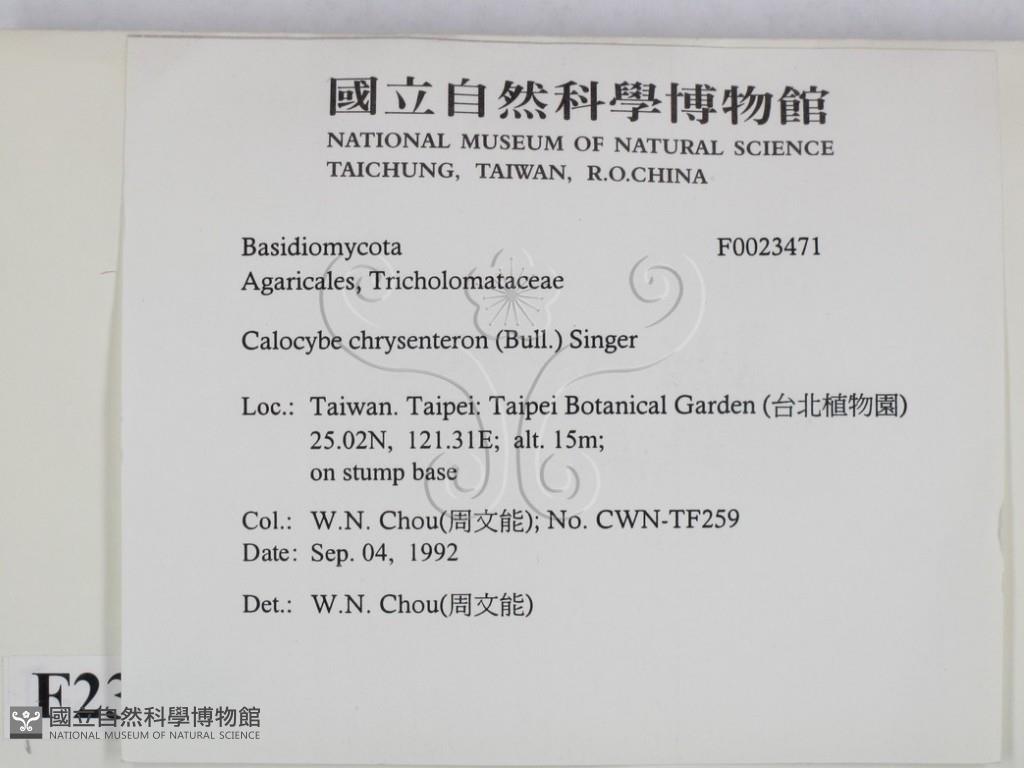 國立自然科學博物館
NATIONAL MUSEUM OF NATURAL SCIENCE
TAICHUNG, TAIWAN, R.O.CHINA
Basidiomycota F0023471
Agaricales, Tricholomataceae
Calocybe chrysenteron (Bull.) Singer
Loc.: Taiwan. Taipei: Taipei Botanical Garden (台北植物園)
25.02N, 121.31E; alt. 15m;
on stump base
Col.: W.N. Chou(周文能); No. CWN-TF259
Date: Sep. 04, 1992
Det.: W.N. Chou(周文能)
F23
國立自然科學博物館
NATIONAL MUSEUM OF NATURAL SCIENCE